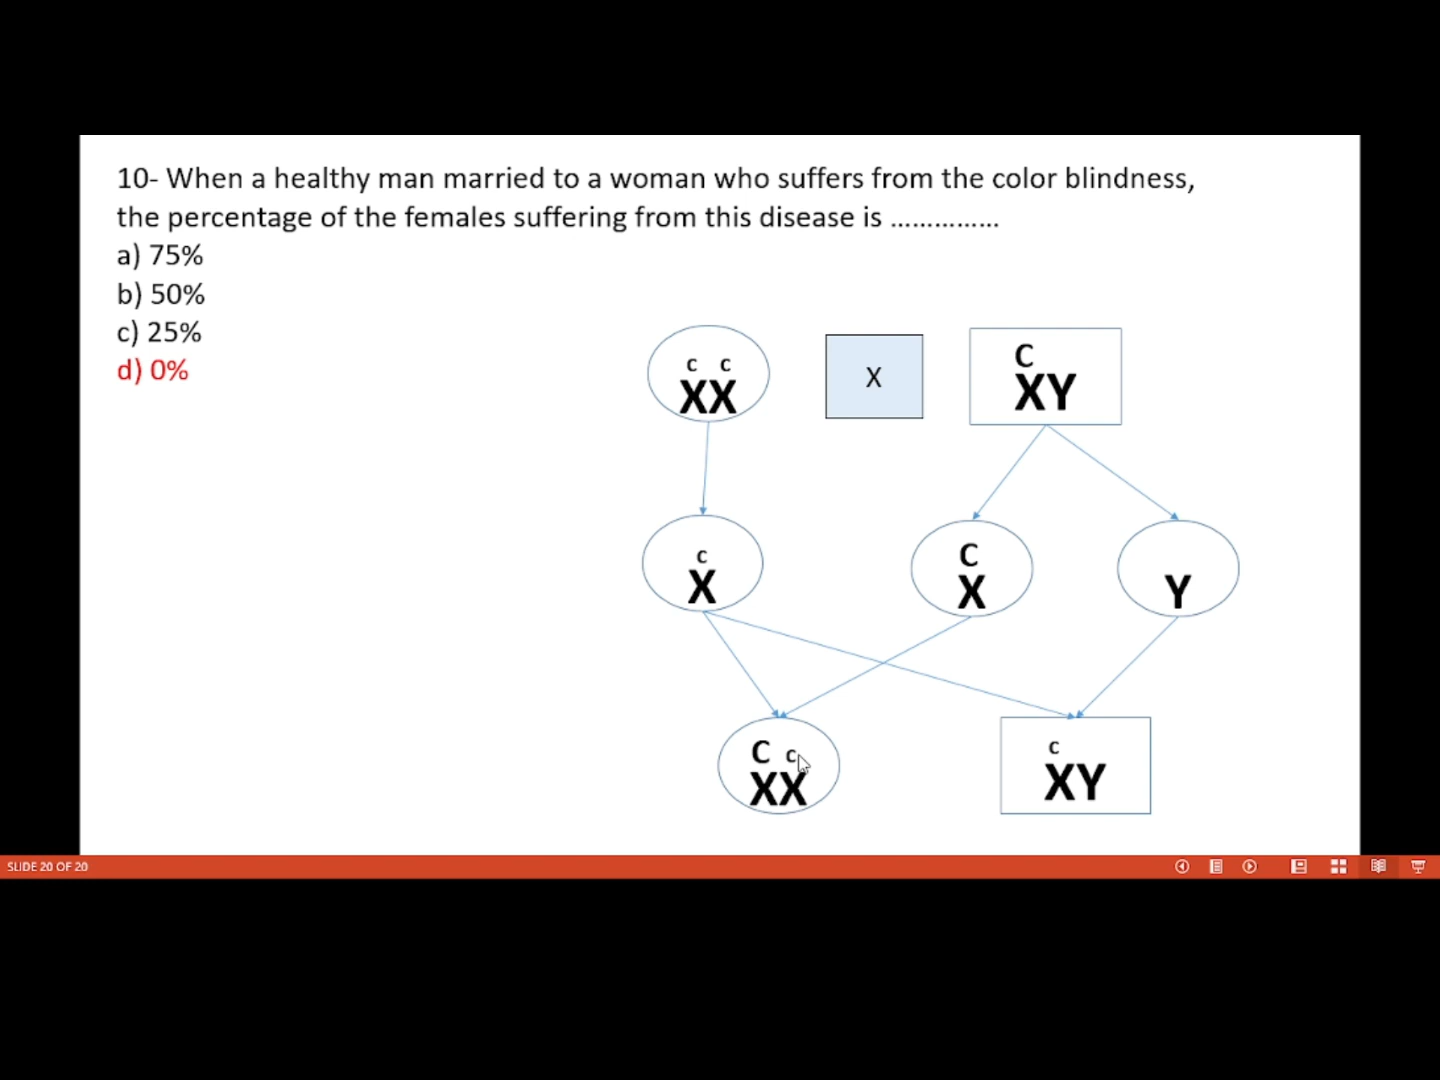 10- When a healthy man married to a woman who suffers from the color blindness,
the percentage of the females suffering from this disease is ...............
a) 75%
b) 50%
c) 25%
d) 0%
c c
XX
X
C
XY
c
X
C
X
Y
C c
XX
c
XY
SLIDE 20 OF 20